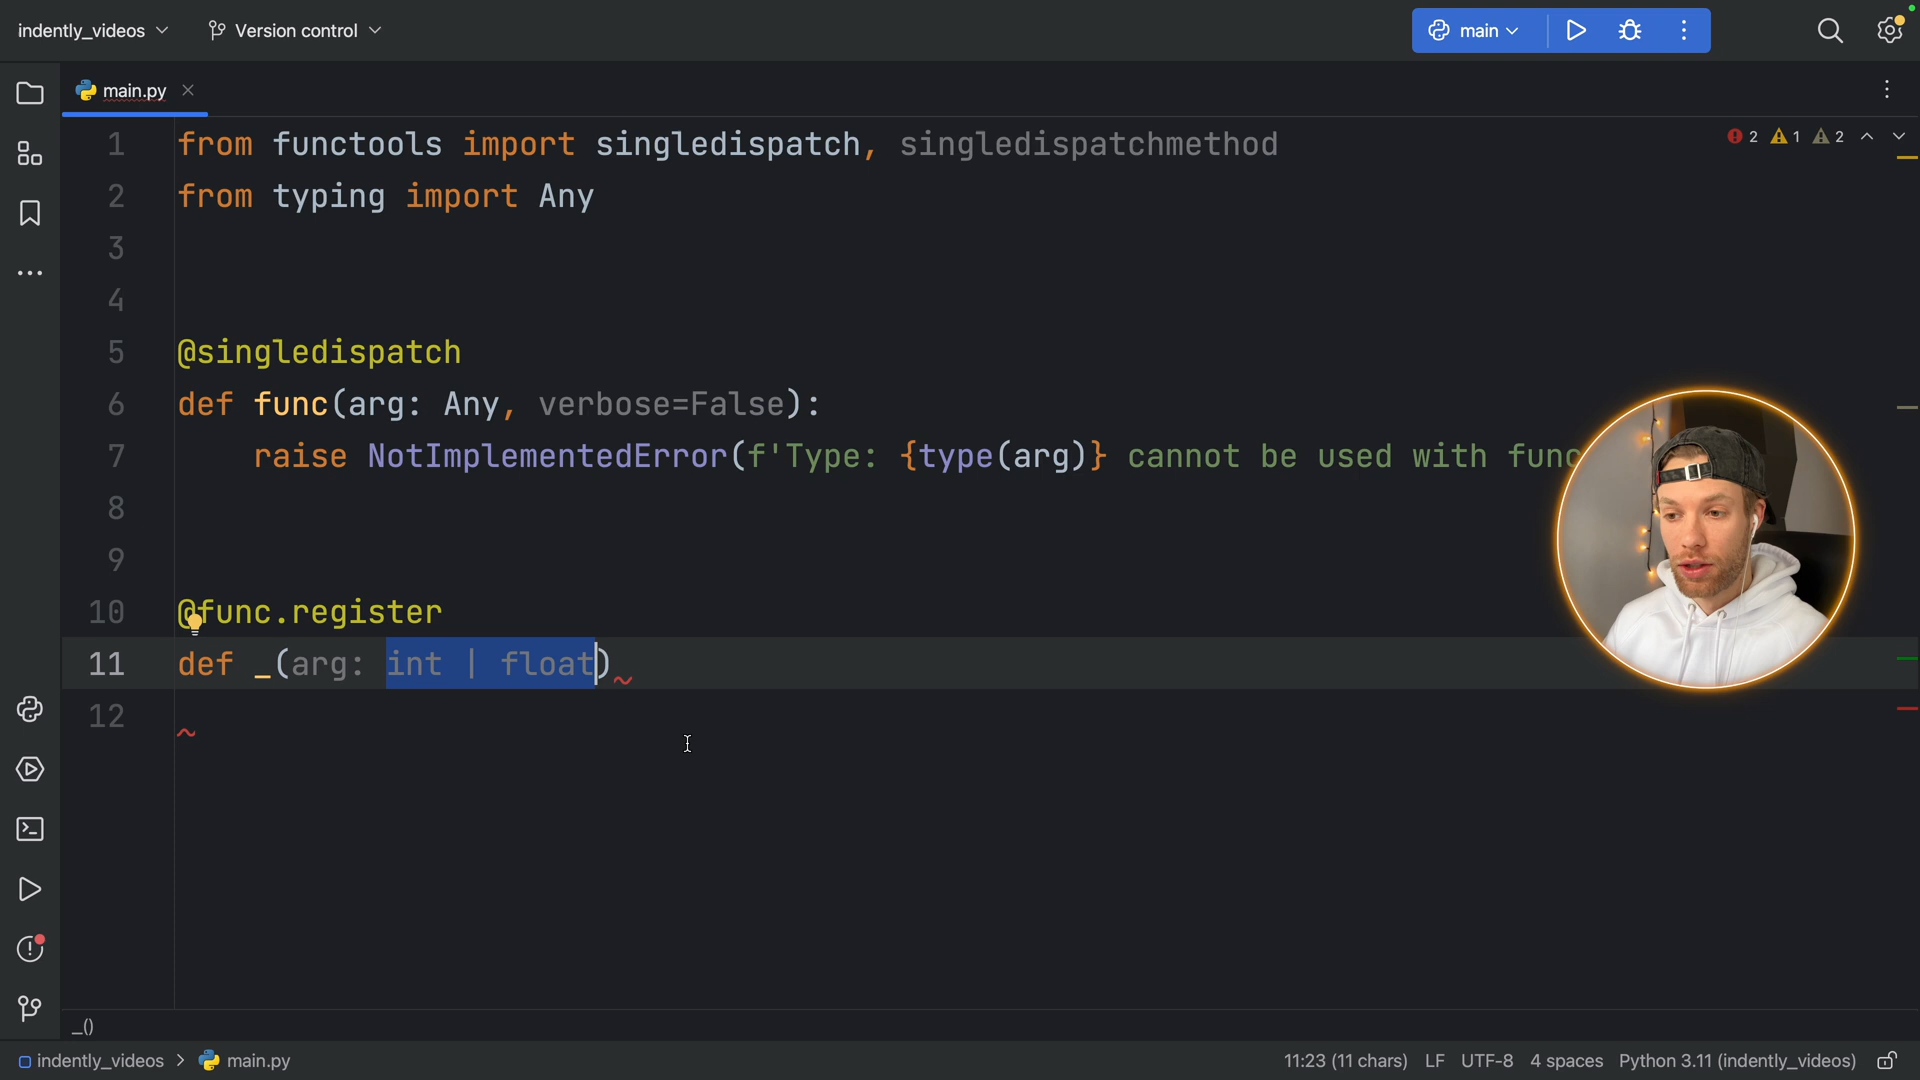 indently_videos
Version control
main
main.py
2 1 2
1 from functools import singledispatch, singledispatchmethod
2 from typing import Any
3
4
5 @singledispatch
6 def func(arg: Any, verbose=False):
7 raise NotImplementedError(f'Type: {type(arg)} cannot be used with func
8
9
10 @func.register
11 def _(arg: int | float)
12
_()
indently_videos > main.py
11:23 (11 chars) LF UTF-8 4 spaces Python 3.11 (indently_videos)